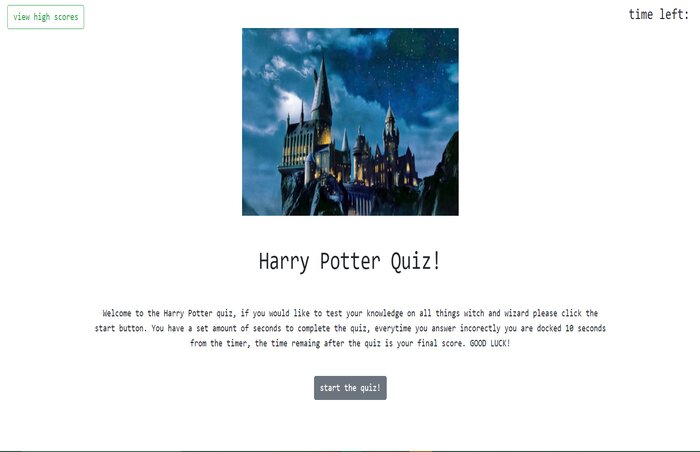 view high scores
time left:
Harry Potter Quiz!
Welcome to the Harry Potter quiz, if you would like to test your knowledge on all things witch and wizard please click the
start button. You have a set amount of seconds to complete the quiz, everytime you answer incorectly you are docked 10 seconds
from the timer, the time remaing after the quiz is your final score. GOOD LUCK!
start the quiz!